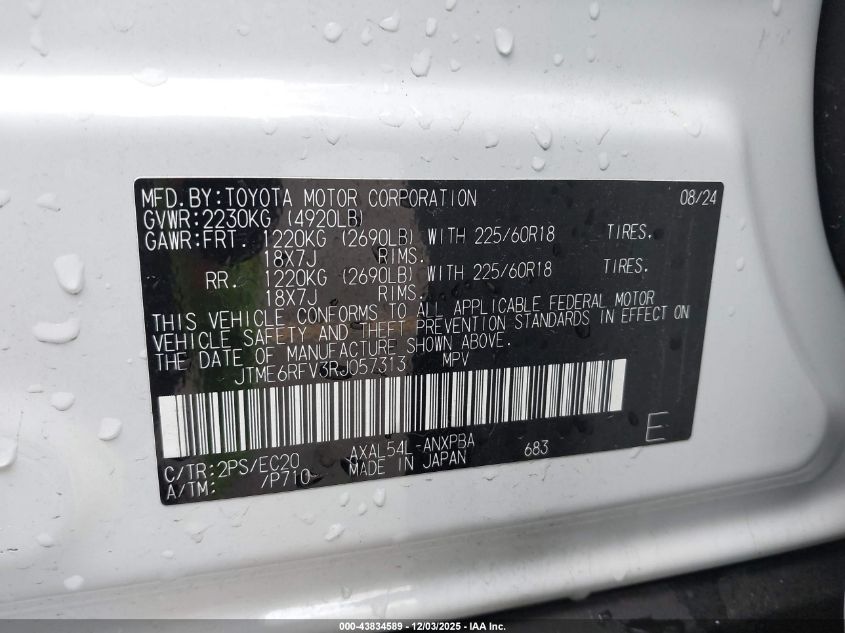 MFD.BY:TOYOTA MOTOR CORPORATION 08/24
GVWR:2230KG (4920LB)
GAWR:FRT. 1220KG (2690LB) WITH 225/60R18 TIRES.
18X7J RIMS.
RR. 1220KG (2690LB) WITH 225/60R18 TIRES.
18X7J RIMS.
THIS VEHICLE CONFORMS TO ALL APPLICABLE FEDERAL MOTOR
VEHICLE SAFETY AND THEFT PREVENTION STANDARDS IN EFFECT ON
THE DATE OF MANUFACTURE SHOWN ABOVE.
JTME6RFV3RJ057313 MPV
C/TR:2PS/EC20 AXAL54L-ANXPBA 683 E
A/TM: 7P710 MADE IN JAPAN
000-43834589 - 12/03/2025 - IAA Inc.